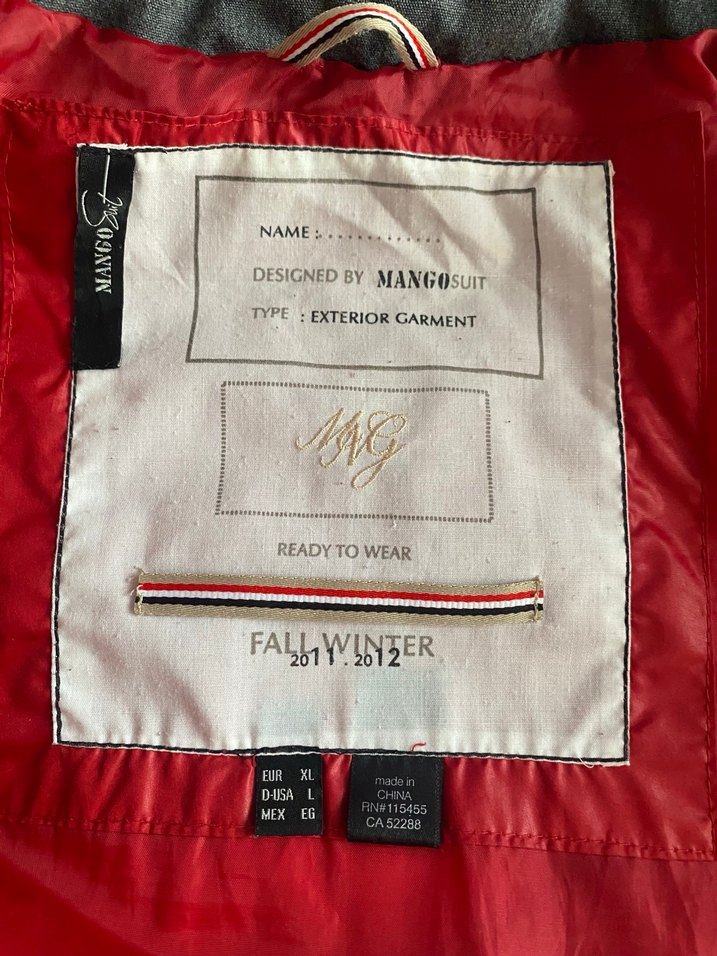 MANGO Suit
NAME :.............
DESIGNED BY MANGOSUIT
TYPE : EXTERIOR GARMENT
MNG
READY TO WEAR
FALL WINTER
2011 . 2012
EUR XL
D-USA L
MEX EG
made in
CHINA
RN#115455
CA 52288